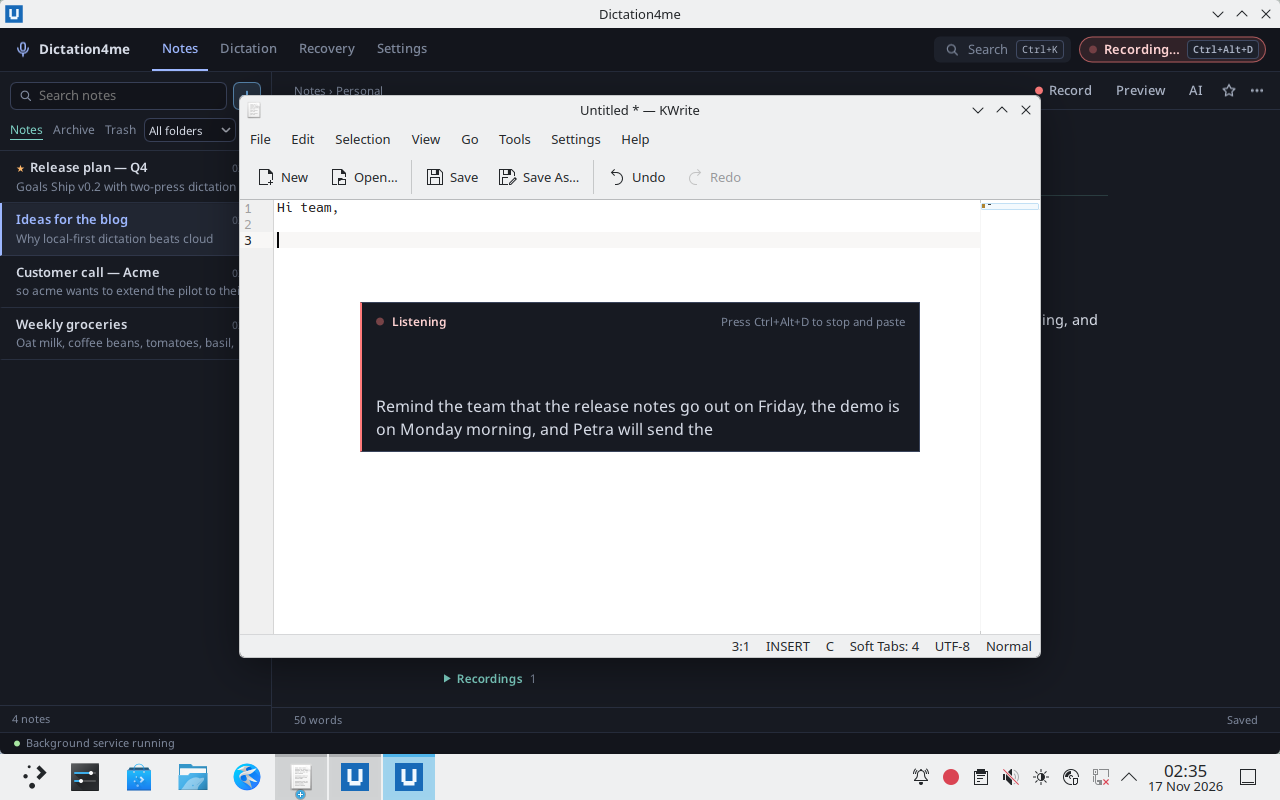 Dictation4me
Dictation4me Notes Dictation Recovery Settings Search Ctrl+K Recording... Ctrl+Alt+D
Search notes
Notes Archive Trash All folders
★ Release plan — Q4
Goals Ship v0.2 with two-press dictation
Ideas for the blog
Why local-first dictation beats cloud
Customer call — Acme
so acme wants to extend the pilot to their
Weekly groceries
Oat milk, coffee beans, tomatoes, basil,
4 notes
Background service running
Notes › Personal Record Preview AI
ing, and
Recordings 1
50 words Saved
Untitled * — KWrite
File Edit Selection View Go Tools Settings Help
New Open... Save Save As... Undo Redo
1 Hi team,
2
3
Listening Press Ctrl+Alt+D to stop and paste
Remind the team that the release notes go out on Friday, the demo is
on Monday morning, and Petra will send the
3:1 INSERT C Soft Tabs: 4 UTF-8 Normal
02:35
17 Nov 2026